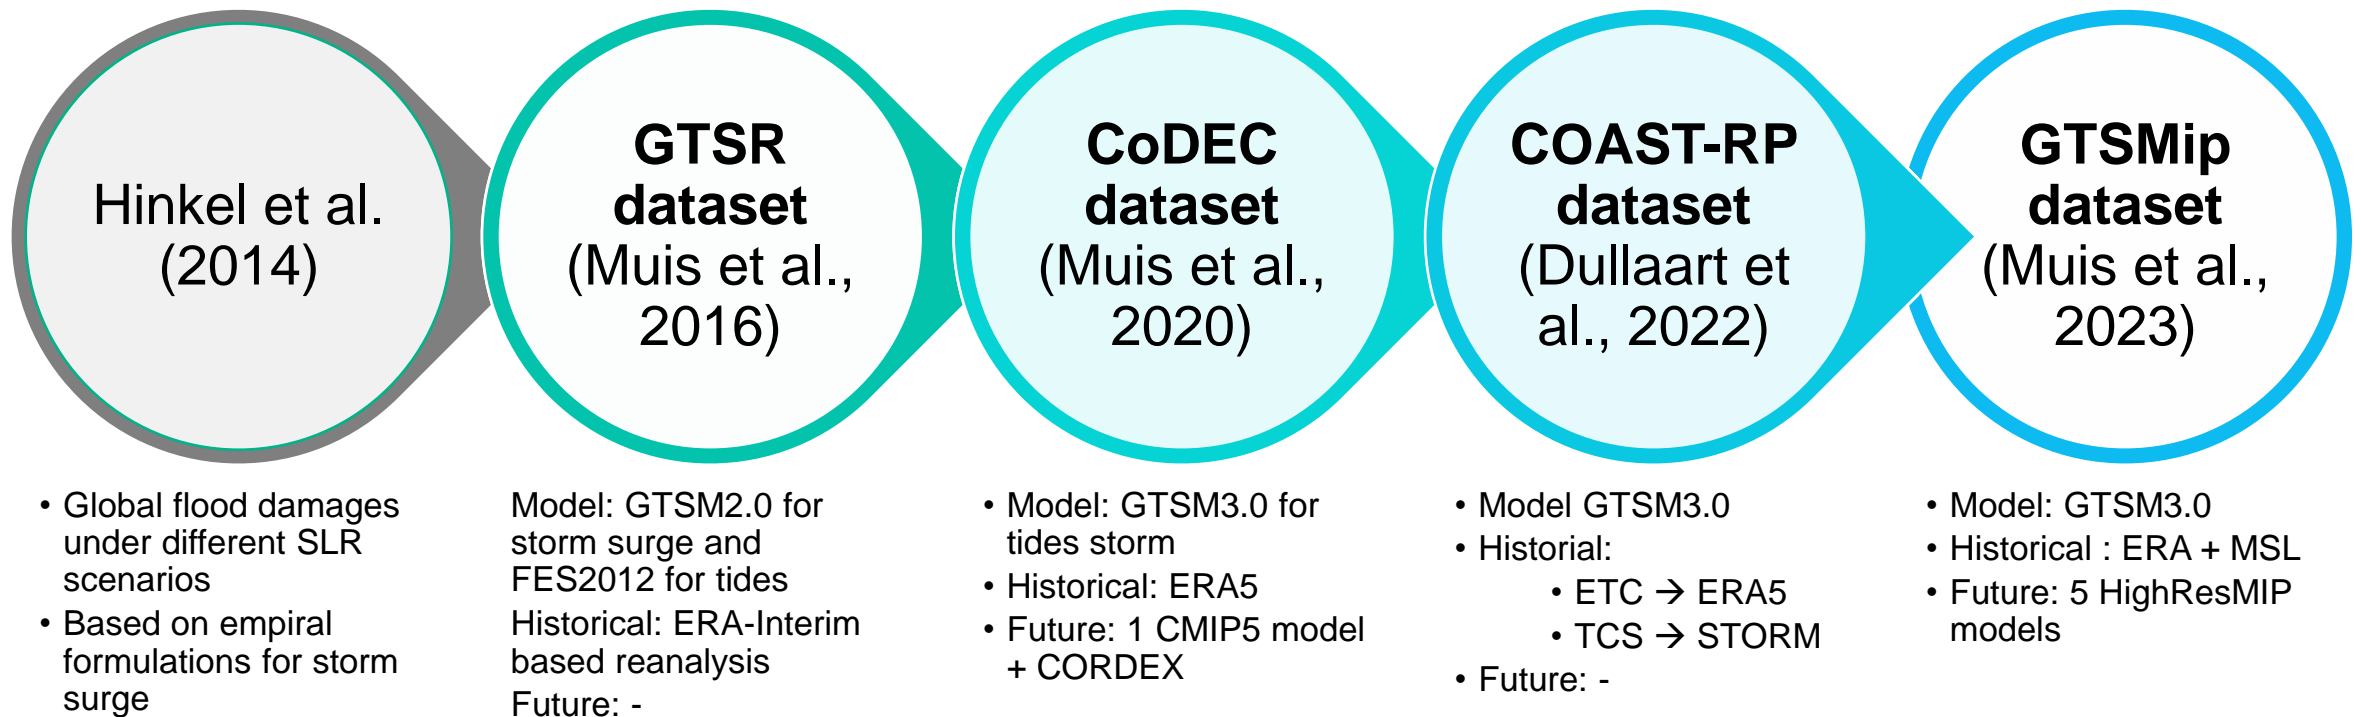 Hinkel et al.
(2014)
GTSR
dataset
(Muis et al.,
2016)
CoDEC
dataset
(Muis et al.,
2020)
COAST-RP
dataset
(Dullaart et
al., 2022)
GTSMip
dataset
(Muis et al.,
2023)
• Global flood damages
under different SLR
scenarios
• Based on empiral
formulations for storm
surge
Model: GTSM2.0 for
storm surge and
FES2012 for tides
Historical: ERA-Interim
based reanalysis
Future: -
• Model: GTSM3.0 for
tides storm
• Historical: ERA5
• Future: 1 CMIP5 model
+ CORDEX
• Model GTSM3.0
• Historial:
• ETC → ERA5
• TCS → STORM
• Future: -
• Model: GTSM3.0
• Historical : ERA + MSL
• Future: 5 HighResMIP
models